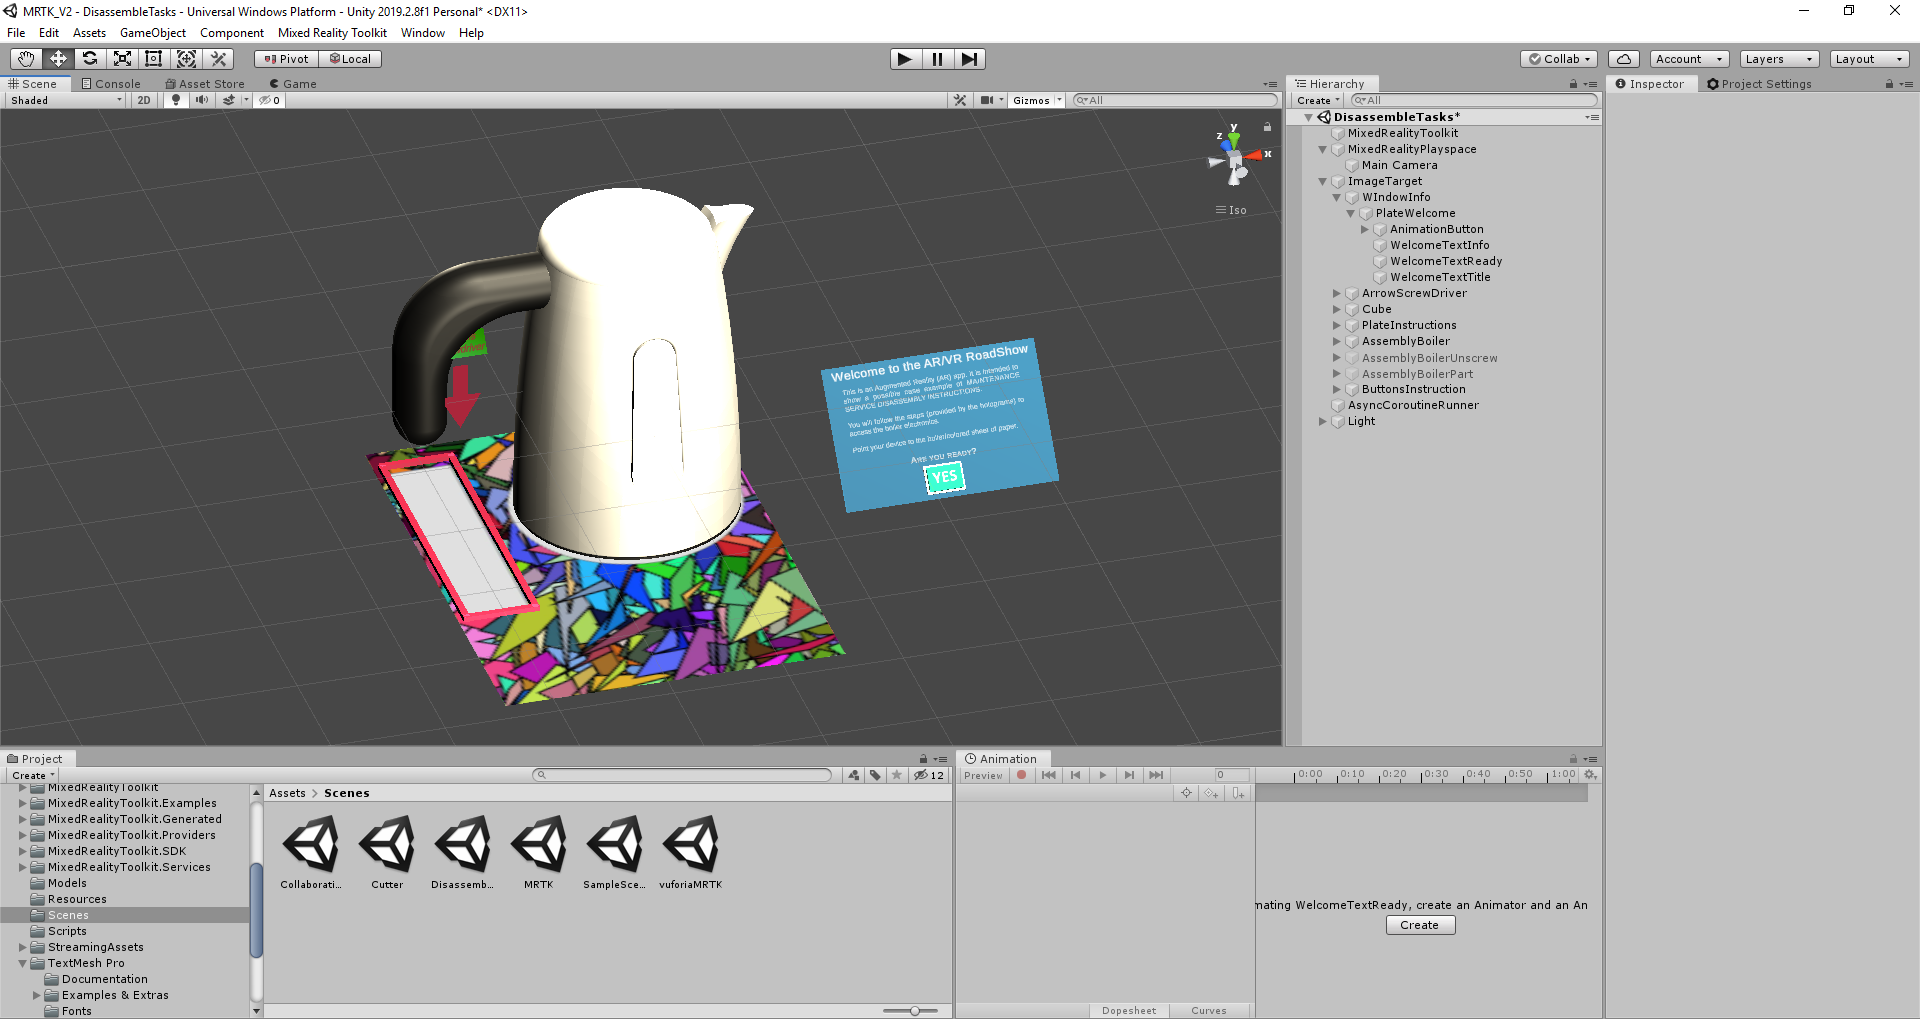 MRTK_V2 - DisassembleTasks - Universal Windows Platform - Unity 2019.2.8f1 Personal* <DX11>
File Edit Assets GameObject Component Mixed Reality Toolkit Window Help
Pivot Local Collab Account Layers Layout
Scene Console Asset Store Game
Shaded 2D 0 Gizmos All
y
z
x
Iso
driver
Welcome to the AR/VR RoadShow
This is an Augmented Reality (AR) app, it is intended to
show a possible case example of MAINTENANCE
SERVICE DISASSEMBLY INSTRUCTIONS.
You will follow the steps (provided by the holograms) to
access the boiler electronics.
Point your device to the multicolored sheet of paper.
ARE YOU READY?
YES
Hierarchy
Create All
DisassembleTasks*
MixedRealityToolkit
MixedRealityPlayspace
Main Camera
ImageTarget
WIndowInfo
PlateWelcome
AnimationButton
WelcomeTextInfo
WelcomeTextReady
WelcomeTextTitle
ArrowScrewDriver
Cube
PlateInstructions
AssemblyBoiler
AssemblyBoilerUnscrew
AssemblyBoilerPart
ButtonsInstruction
AsyncCoroutineRunner
Light
Inspector Project Settings
Project
Create
12
MixedRealityToolkit
MixedRealityToolkit.Examples
MixedRealityToolkit.Generated
MixedRealityToolkit.Providers
MixedRealityToolkit.SDK
MixedRealityToolkit.Services
Models
Resources
Scenes
Scripts
StreamingAssets
TextMesh Pro
Documentation
Examples & Extras
Fonts
Assets > Scenes
Collaborati... Cutter Disassemb... MRTK SampleSce... vuforiaMRTK
Animation
Preview 0 0:00 0:10 0:20 0:30 0:40 0:50 1:00
mating WelcomeTextReady, create an Animator and an An
Create
Dopesheet Curves